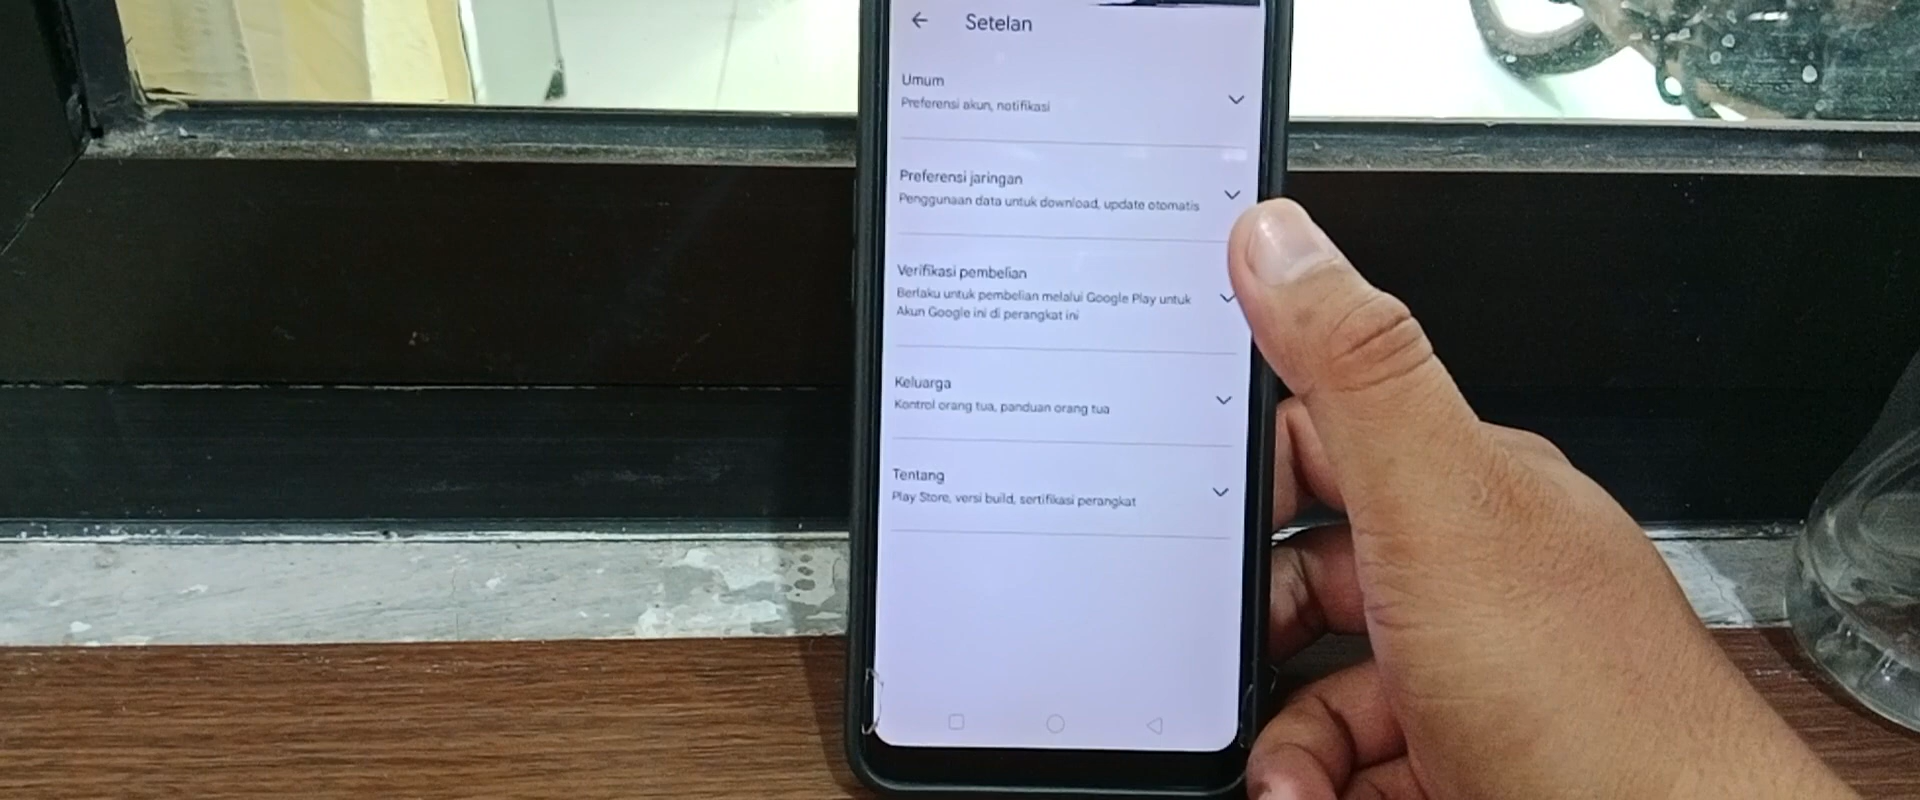 Setelan
Umum
Preferensi akun, notifikasi
Preferensi jaringan
Penggunaan data untuk download, update otomatis
Verifikasi pembelian
Berlaku untuk pembelian melalui Google Play untuk
Akun Google ini di perangkat ini
Keluarga
Kontrol orang tua, panduan orang tua
Tentang
Play Store, versi build, sertifikasi perangkat